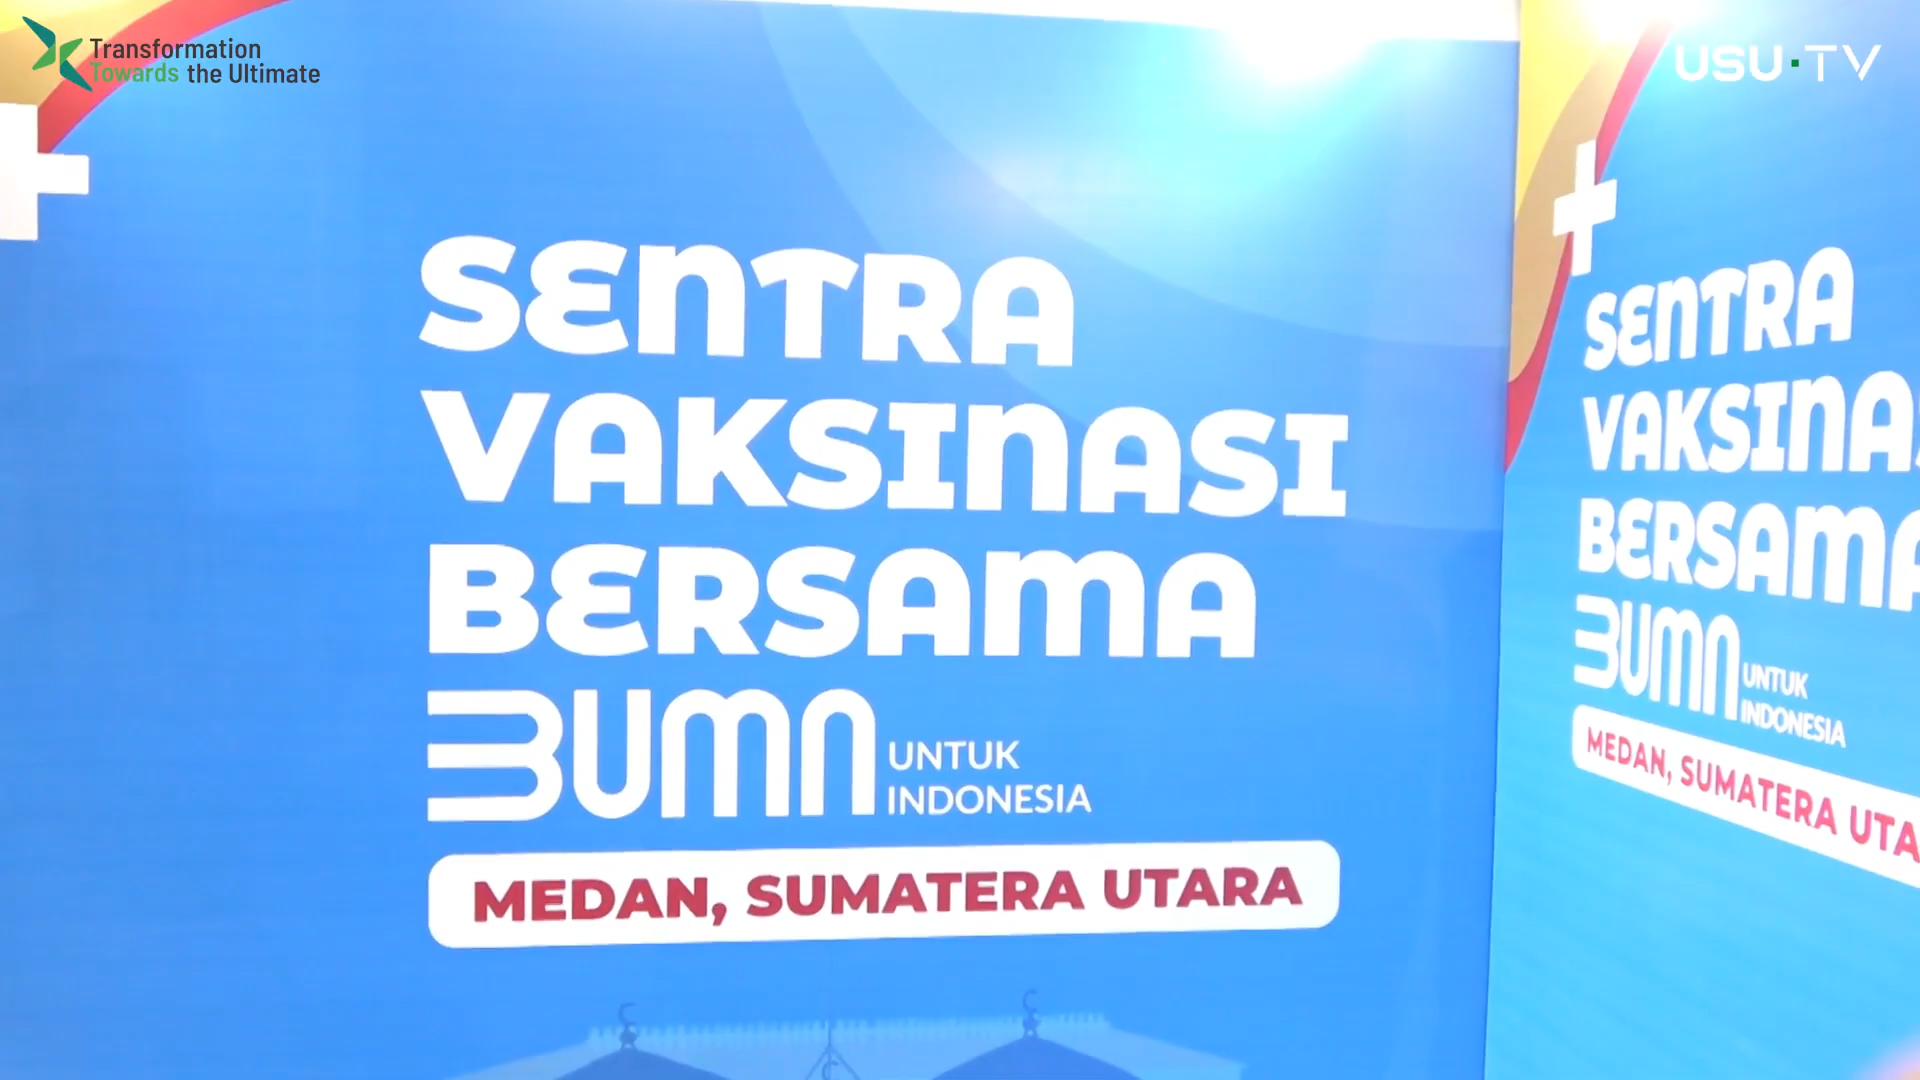 Transformation
Towards the Ultimate
USU TV
SENTRA
VAKSINASI
BERSAMA
BUMN UNTUK
INDONESIA
MEDAN, SUMATERA UTARA
SENTRA
VAKSINAS
BERSAMA
BUMN UNTUK
INDONESIA
MEDAN, SUMATERA UTA